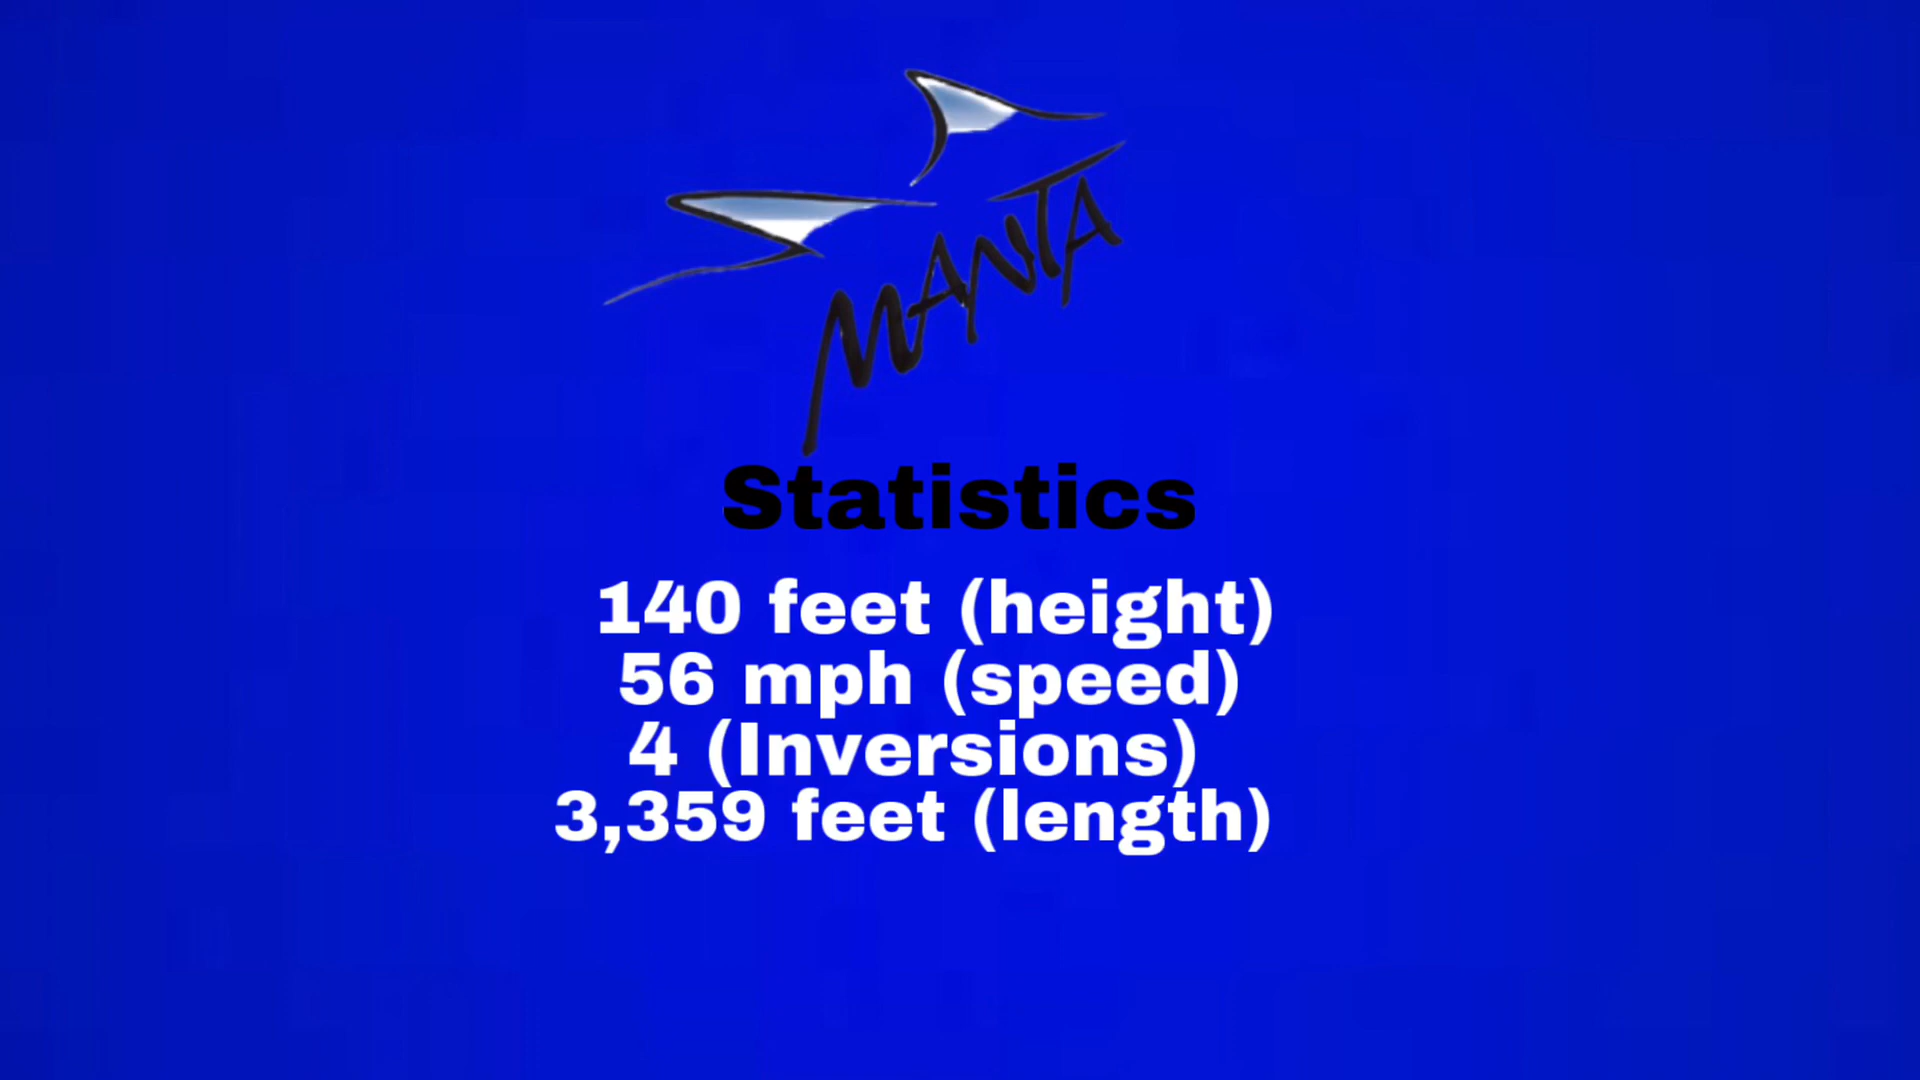 MANTA
Statistics
140 feet (height)
56 mph (speed)
4 (Inversions)
3,359 feet (length)